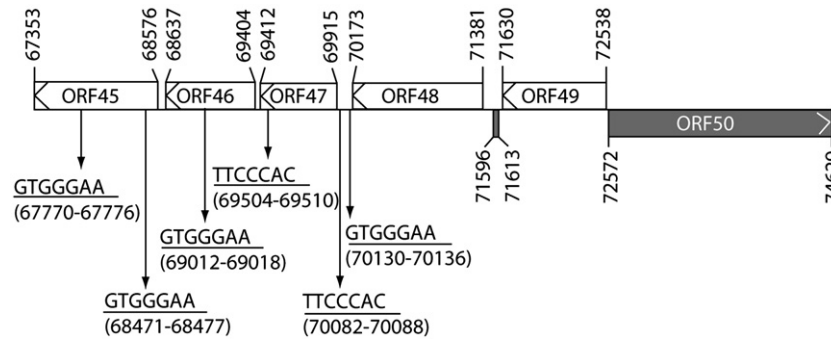 67353
68576
68637
69404
69412
69915
70173
71381
71630
72538
ORF45
ORF46
ORF47
ORF48
ORF49
ORF50
71596
71613
72572
GTGGGAA
(67770-67776)
TTCCCAC
(69504-69510)
GTGGGAA
(69012-69018)
GTGGGAA
(70130-70136)
GTGGGAA
(68471-68477)
TTCCCAC
(70082-70088)